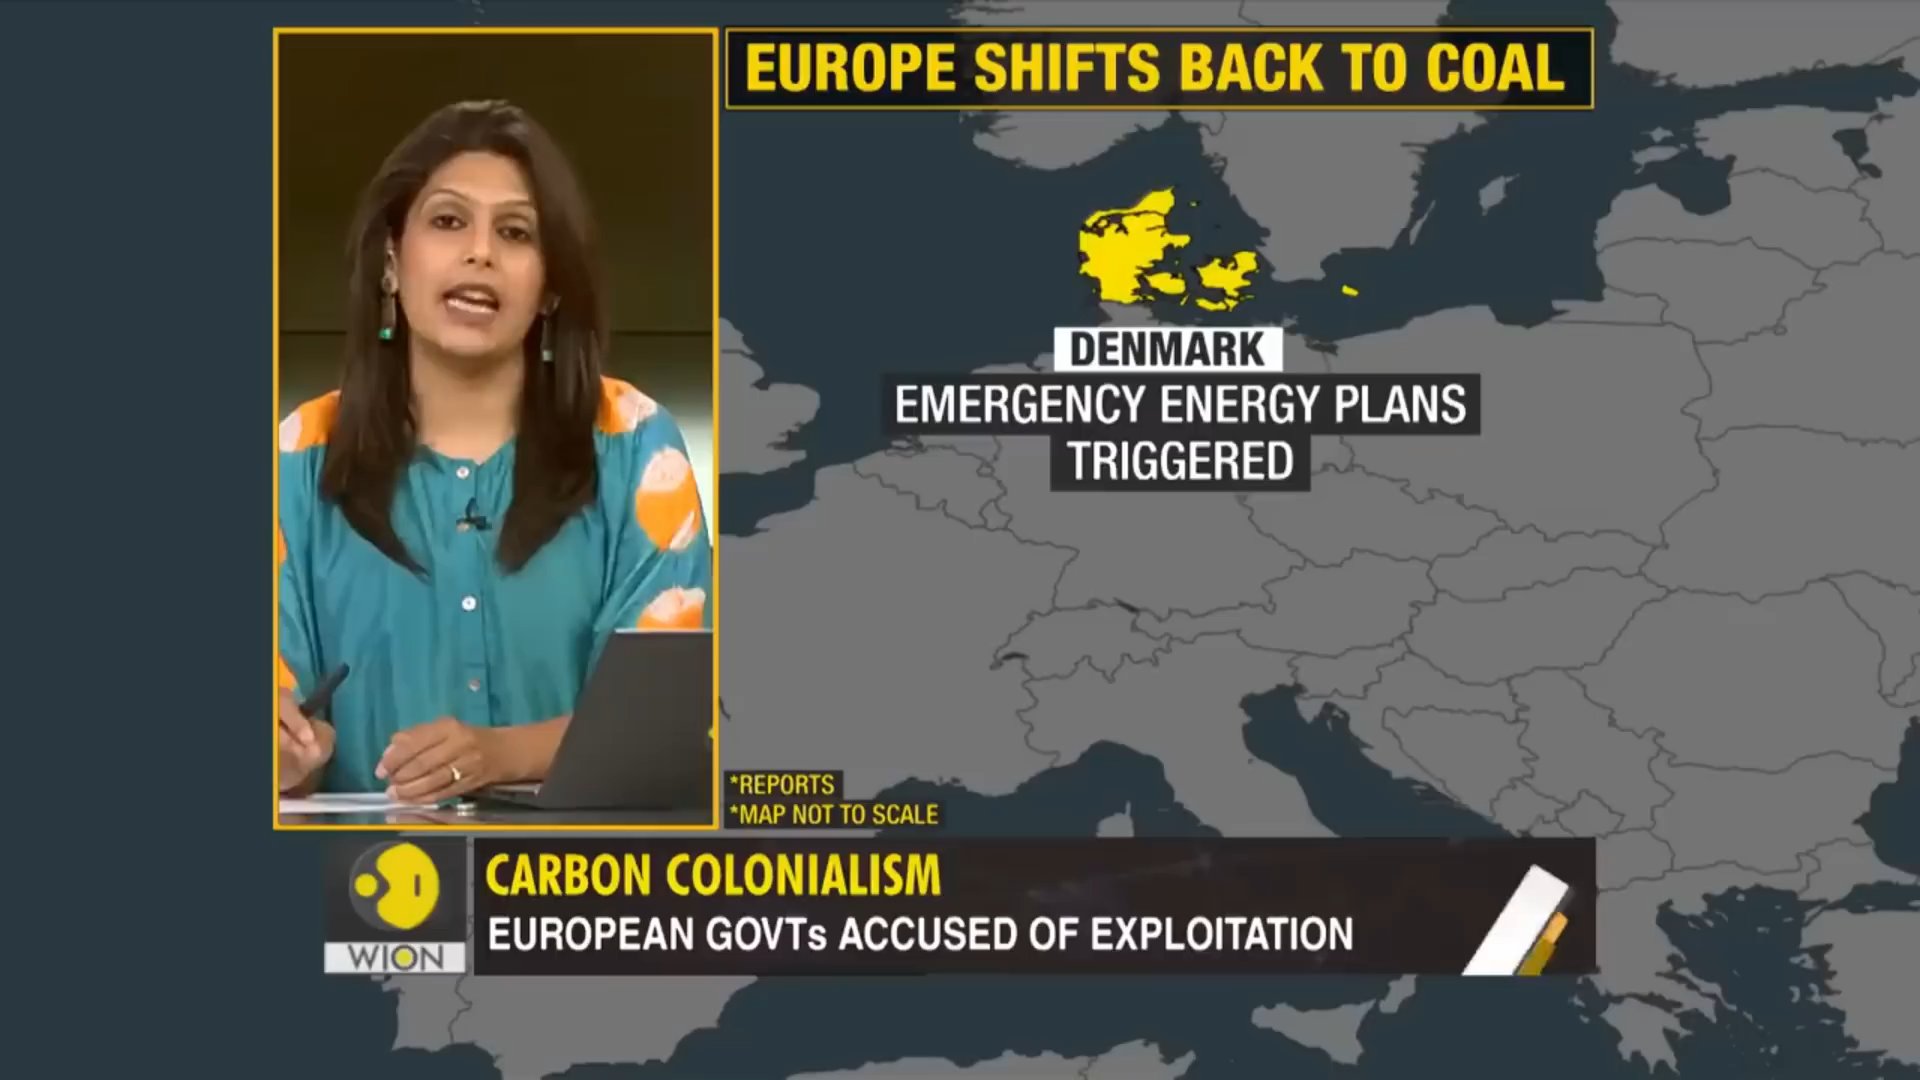 EUROPE SHIFTS BACK TO COAL
DENMARK
EMERGENCY ENERGY PLANS
TRIGGERED
*REPORTS
*MAP NOT TO SCALE
CARBON COLONIALISM
EUROPEAN GOVTs ACCUSED OF EXPLOITATION
WION